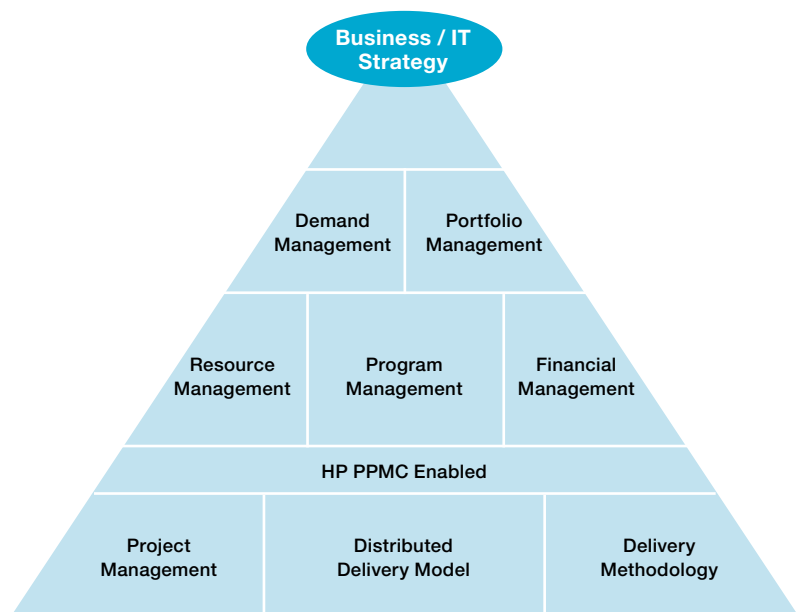 Business / IT
Strategy
Demand
Management
Portfolio
Management
Resource
Management
Program
Management
Financial
Management
HP PPMC Enabled
Project
Management
Distributed
Delivery Model
Delivery
Methodology